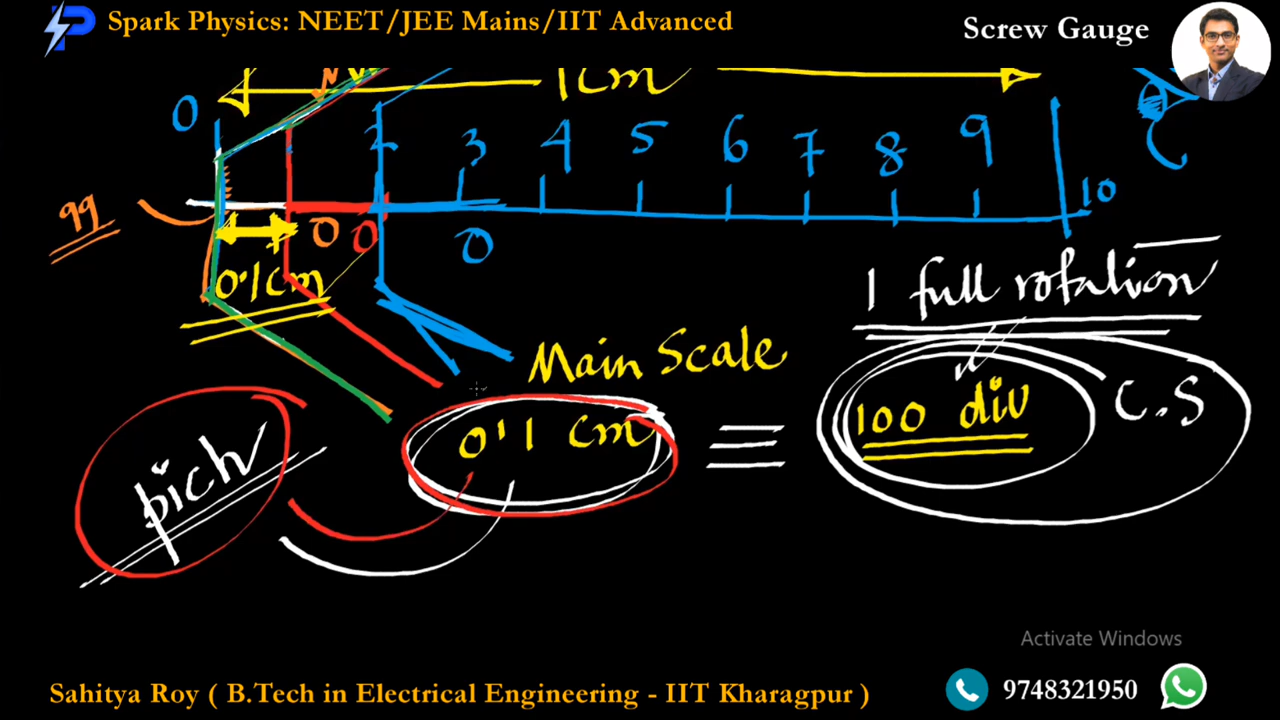 Spark Physics: NEET/JEE Mains/IIT Advanced
Screw Gauge
1cm
0 2 3 4 5 6 7 8 9 10
99
0 0 0
0.1cm
1 full rotation
Main Scale
pich
0.1 cm ≡ 100 div C.S
Activate Windows
Sahitya Roy ( B.Tech in Electrical Engineering - IIT Kharagpur )
9748321950